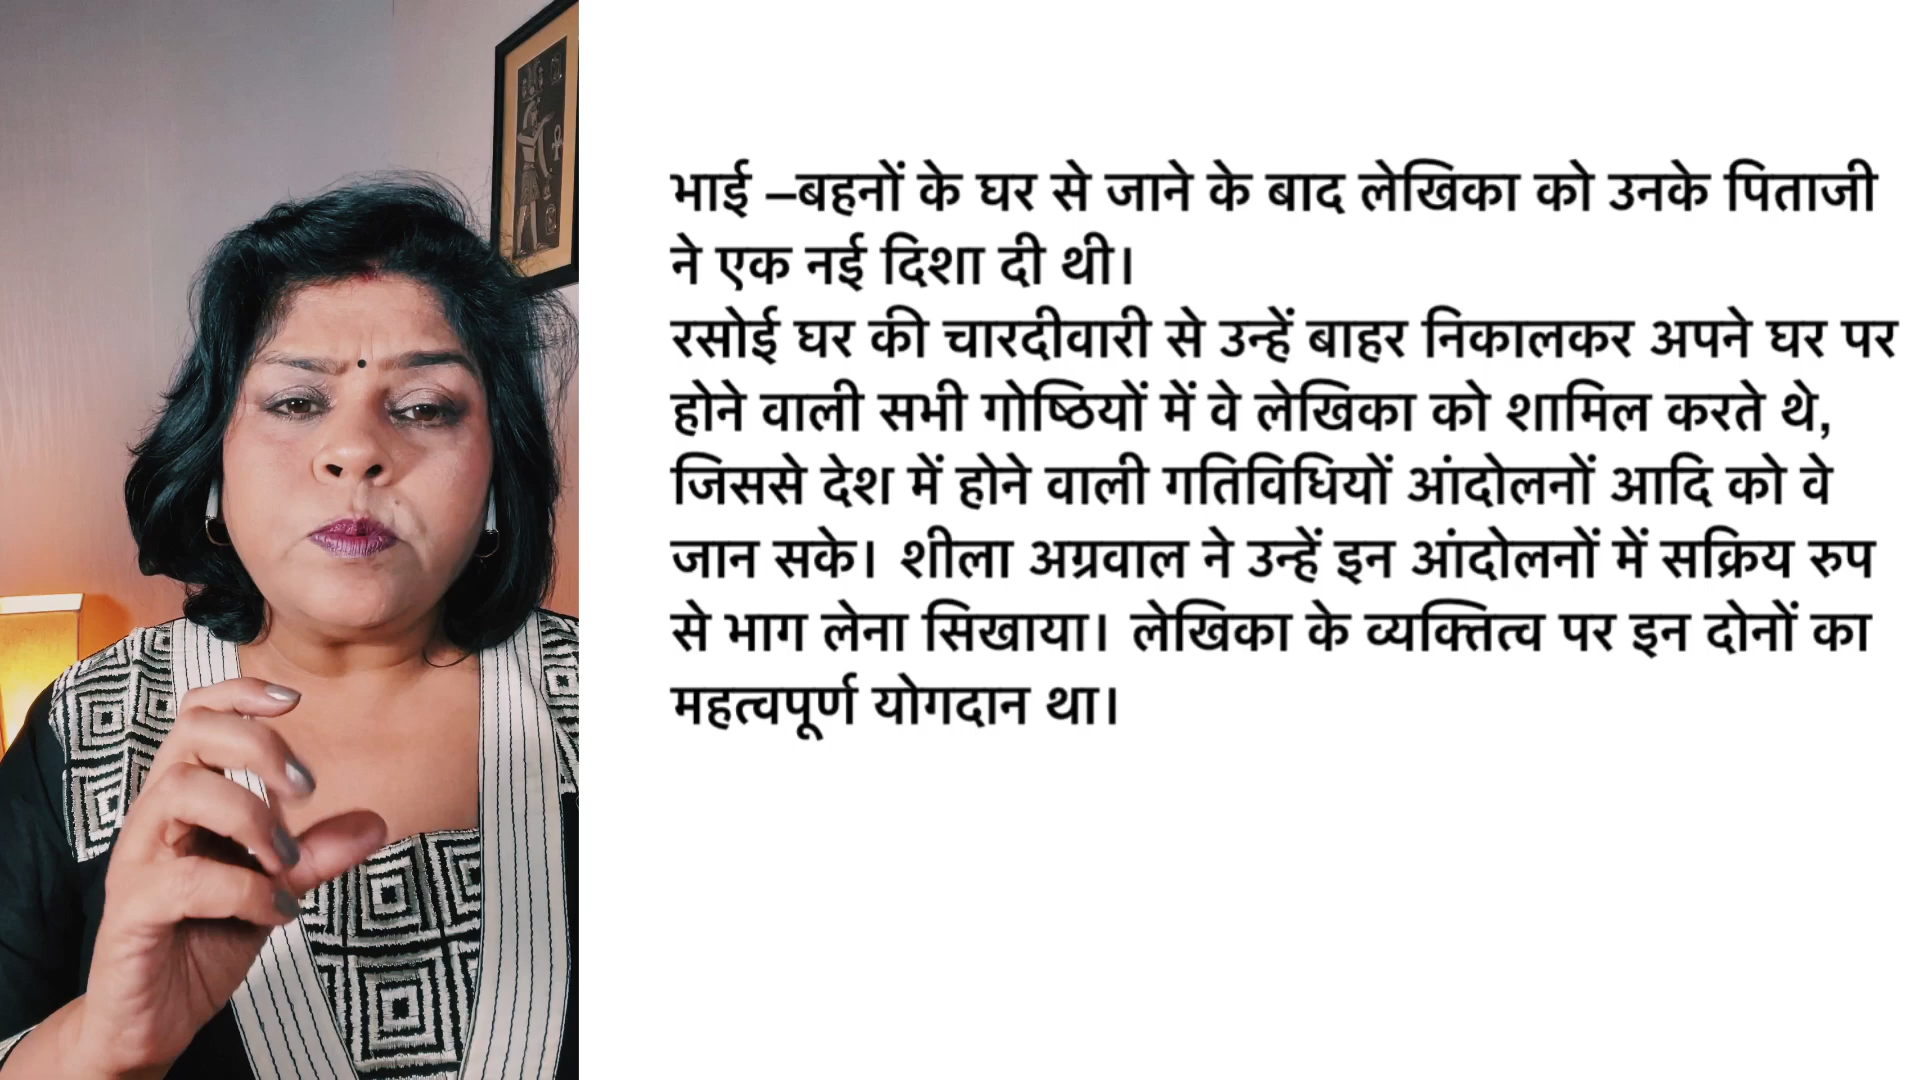 भाई –बहनों के घर से जाने के बाद लेखिका को उनके पिताजी
ने एक नई दिशा दी थी।
रसोई घर की चारदीवारी से उन्हें बाहर निकालकर अपने घर पर
होने वाली सभी गोष्ठियों में वे लेखिका को शामिल करते थे,
जिससे देश में होने वाली गतिविधियों आंदोलनों आदि को वे
जान सके। शीला अग्रवाल ने उन्हें इन आंदोलनों में सक्रिय रुप
से भाग लेना सिखाया। लेखिका के व्यक्तित्व पर इन दोनों का
महत्वपूर्ण योगदान था।